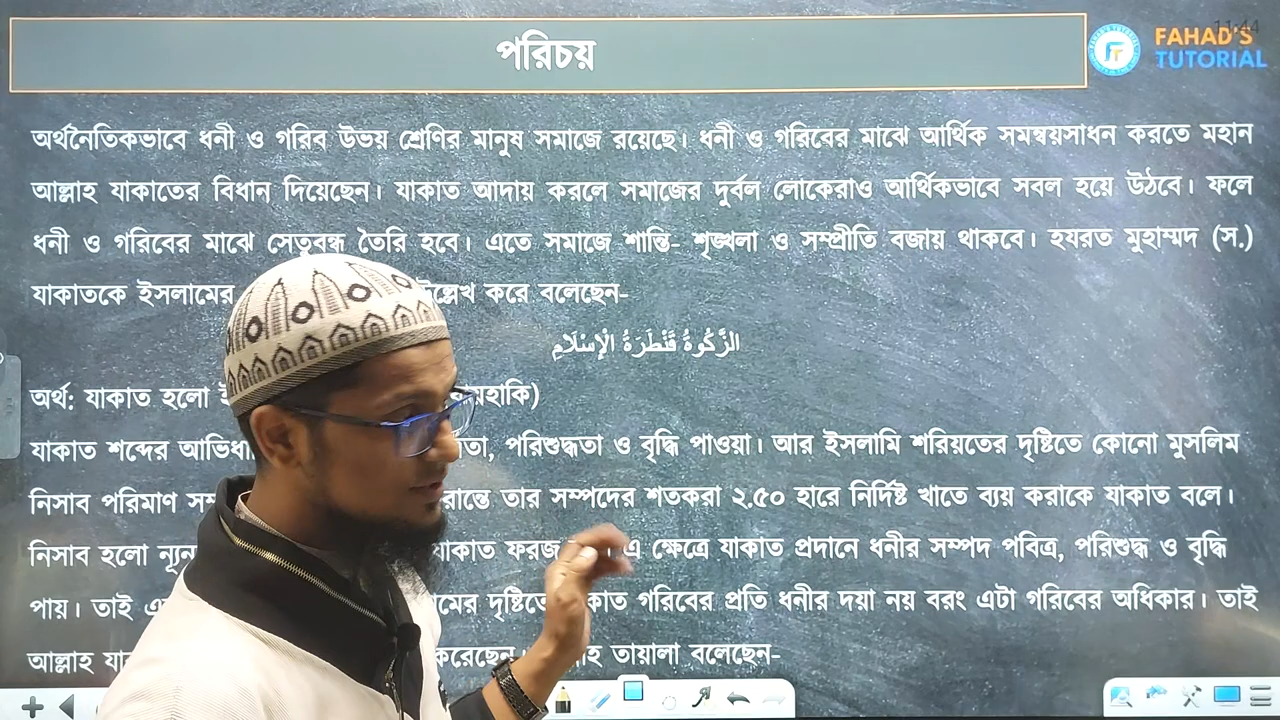 পরিচয়
11:44
FAHAD'S
TUTORIAL
অর্থনৈতিকভাবে ধনী ও গরিব উভয় শ্রেণির মানুষ সমাজে রয়েছে। ধনী ও গরিবের মাঝে আর্থিক সমন্বয়সাধন করতে মহান
আল্লাহ যাকাতের বিধান দিয়েছেন। যাকাত আদায় করলে সমাজের দুর্বল লোকেরাও আর্থিকভাবে সবল হয়ে উঠবে। ফলে
ধনী ও গরিবের মাঝে সেতুবন্ধ তৈরি হবে। এতে সমাজে শান্তি- শৃঙ্খলা ও সম্প্রীতি বজায় থাকবে। হযরত মুহাম্মদ (স.)
যাকাতকে ইসলামের উল্লেখ করে বলেছেন-
الزَّكٰوةُ قَنْطَرَةُ الْإِسْلَامِ
অর্থ: যাকাত হলো
যাকাত শব্দের পরিশুদ্ধতা ও বৃদ্ধি পাওয়া। আর ইসলামি শরিয়তের দৃষ্টিতে কোনো মুসলিম
নিসাব পরিমাণ তার সম্পদের শতকরা ২.৫০ হারে নির্দিষ্ট খাতে ব্যয় করাকে যাকাত বলে।
নিসাব হলো যাকাত ফরজ এ ক্ষেত্রে যাকাত প্রদানে ধনীর সম্পদ পবিত্র, পরিশুদ্ধ ও বৃদ্ধি
পায়। তাই দৃষ্টিতে গরিবের প্রতি ধনীর দয়া নয় বরং এটা গরিবের অধিকার। তাই
আল্লাহ করেছেন। তায়ালা বলেছেন-